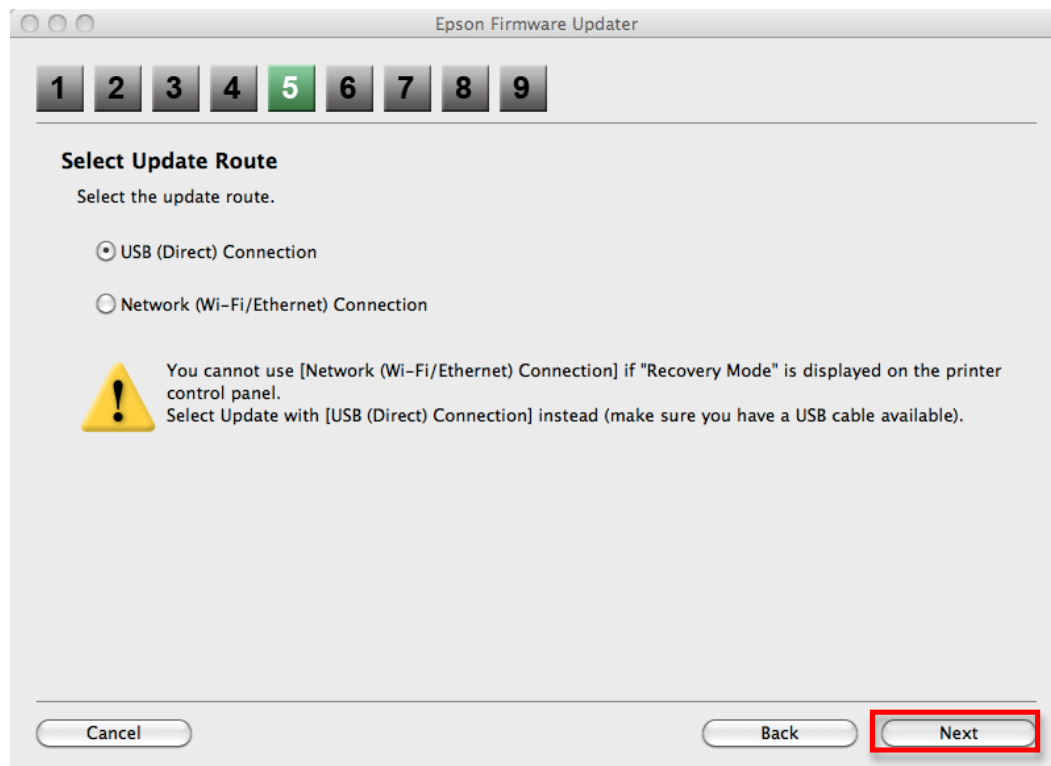 Epson Firmware Updater
1 2 3 4 5 6 7 8 9
Select Update Route
Select the update route.
USB (Direct) Connection
Network (Wi-Fi/Ethernet) Connection
You cannot use [Network (Wi-Fi/Ethernet) Connection] if "Recovery Mode" is displayed on the printer
control panel.
Select Update with [USB (Direct) Connection] instead (make sure you have a USB cable available).
Cancel Back Next